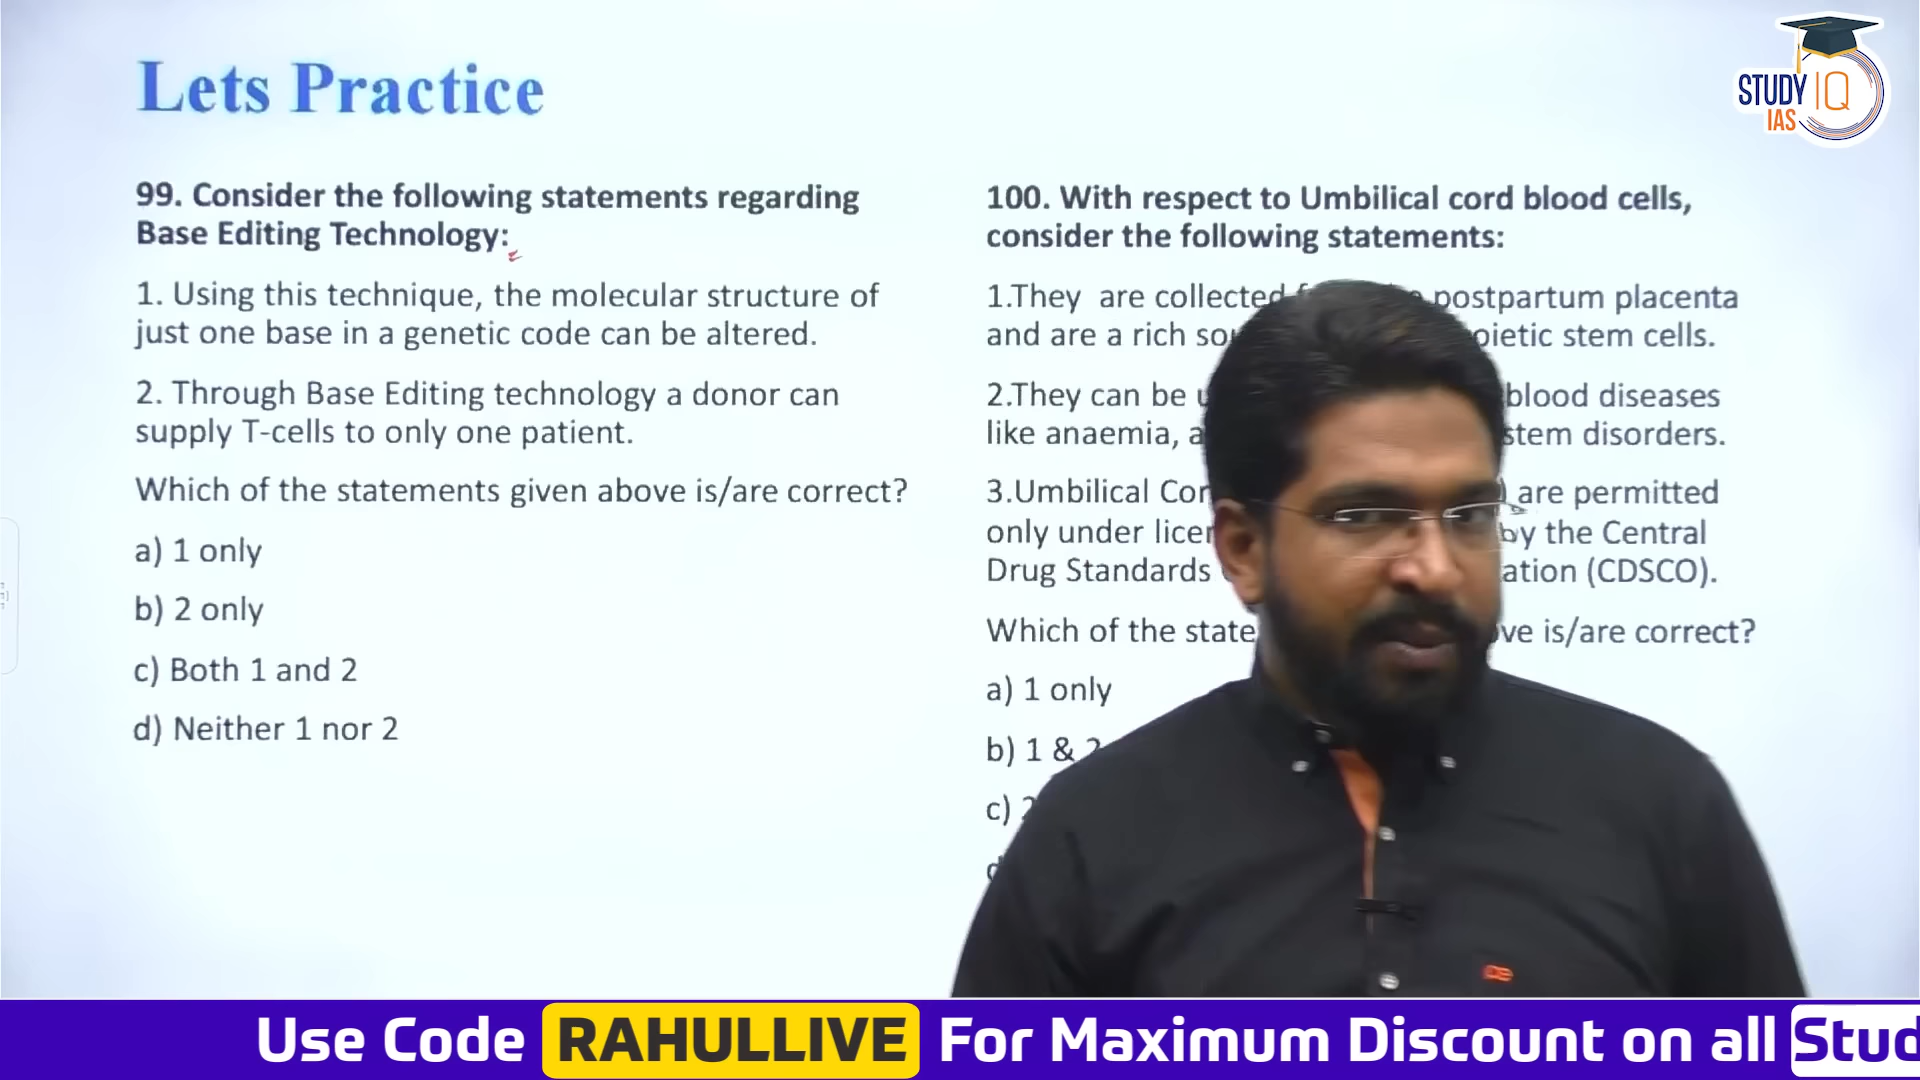 Lets Practice
STUDY IQ
IAS
99. Consider the following statements regarding
Base Editing Technology:
1. Using this technique, the molecular structure of
just one base in a genetic code can be altered.
2. Through Base Editing technology a donor can
supply T-cells to only one patient.
Which of the statements given above is/are correct?
a) 1 only
b) 2 only
c) Both 1 and 2
d) Neither 1 nor 2
100. With respect to Umbilical cord blood cells,
consider the following statements:
1.They are collected postpartum placenta
and are a rich stem cells.
2.They can be blood diseases
like anaemia, disorders.
3.Umbilical are permitted
only under by the Central
Drug Standards (CDSCO).
Which of the is/are correct?
a) 1 only
b) 1 &
c)
Use Code RAHULLIVE For Maximum Discount on all